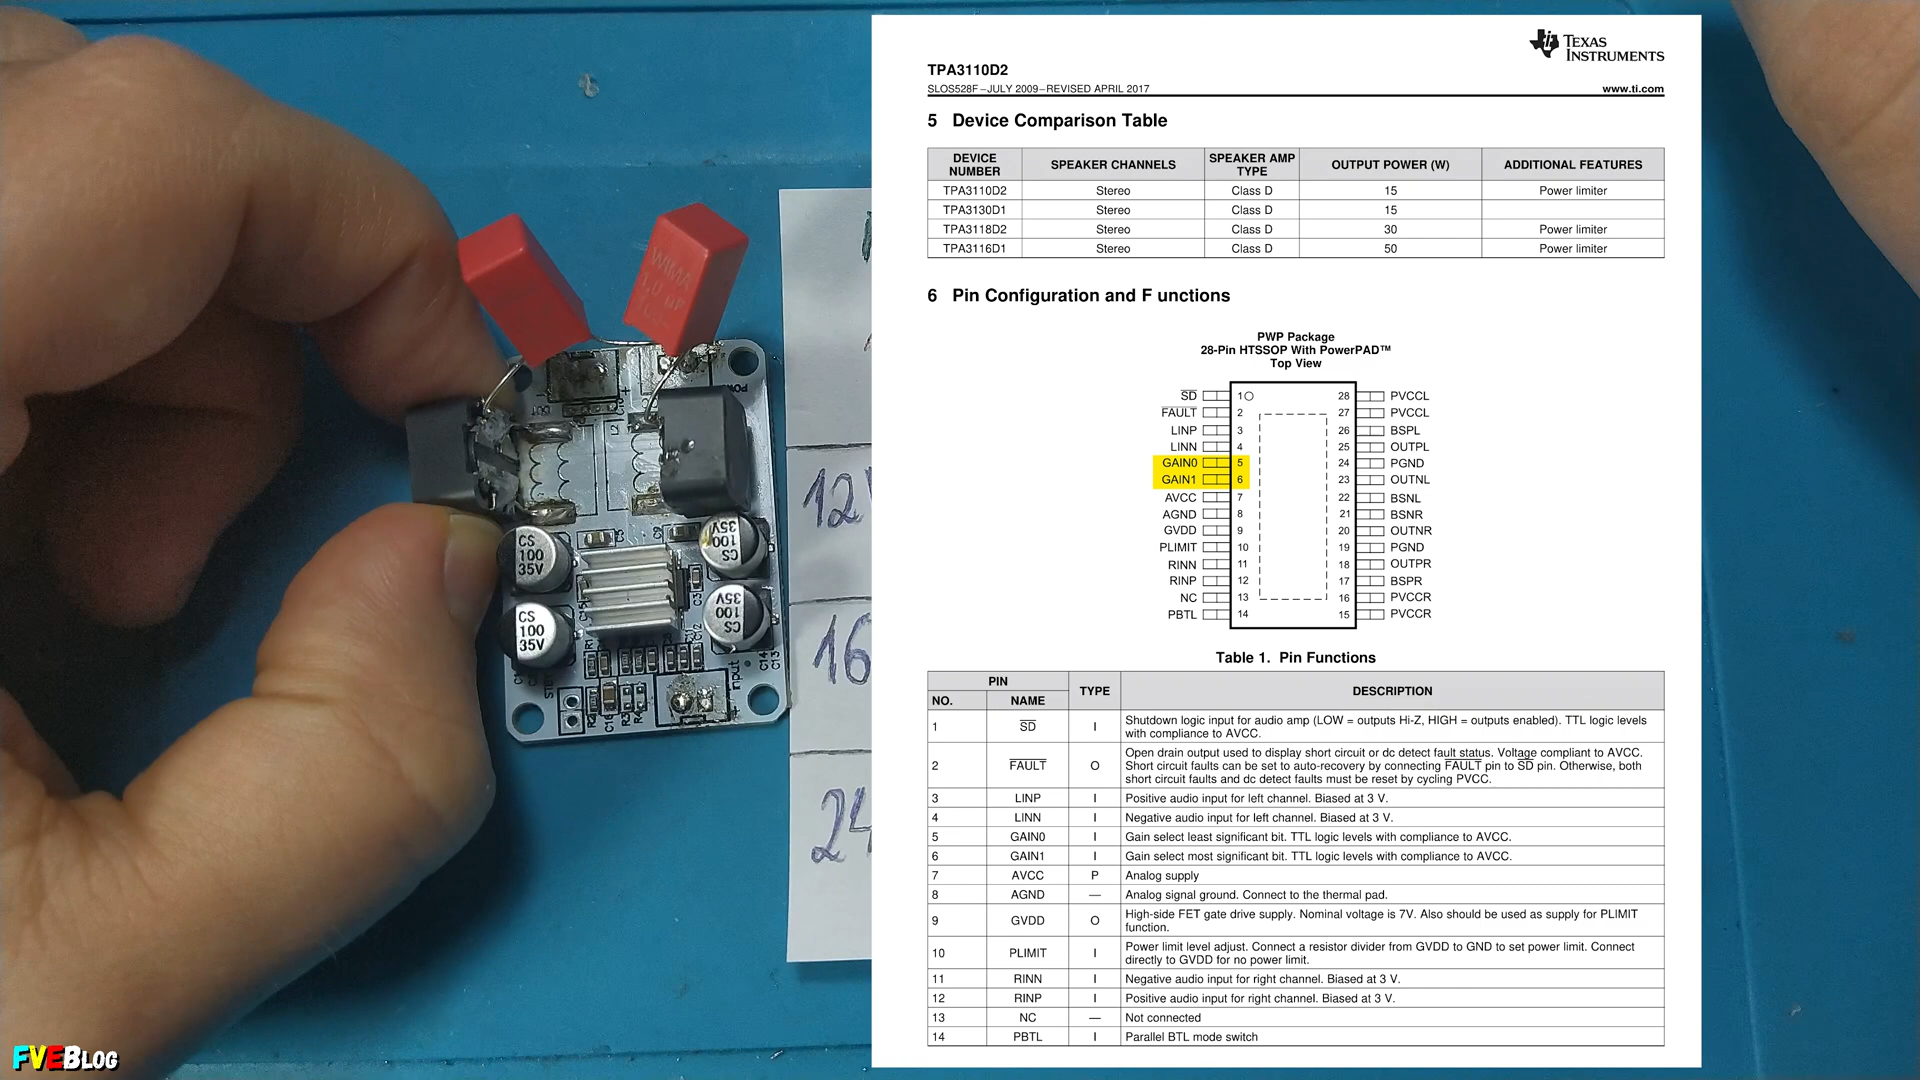 WIMA
1,0 µF
CS
100
35V
CS
100
35V
CS
100
35V
CS
100
35V
L2
C5
C9
C3
R1
C14
C13
R2
C16
R3
R4
Input
12
16
24
FVEBLOG
TEXAS
INSTRUMENTS
TPA3110D2
SLOS528F –JULY 2009–REVISED APRIL 2017
www.ti.com
5 Device Comparison Table
DEVICE NUMBER SPEAKER CHANNELS SPEAKER AMP TYPE OUTPUT POWER (W) ADDITIONAL FEATURES
TPA3110D2 Stereo Class D 15 Power limiter
TPA3130D1 Stereo Class D 15
TPA3118D2 Stereo Class D 30 Power limiter
TPA3116D1 Stereo Class D 50 Power limiter
6 Pin Configuration and F unctions
PWP Package
28-Pin HTSSOP With PowerPAD™
Top View
SD 1 28 PVCCL
FAULT 2 27 PVCCL
LINP 3 26 BSPL
LINN 4 25 OUTPL
GAIN0 5 24 PGND
GAIN1 6 23 OUTNL
AVCC 7 22 BSNL
AGND 8 21 BSNR
GVDD 9 20 OUTNR
PLIMIT 10 19 PGND
RINN 11 18 OUTPR
RINP 12 17 BSPR
NC 13 16 PVCCR
PBTL 14 15 PVCCR
Table 1. Pin Functions
PIN TYPE DESCRIPTION
NO. NAME
1 SD I Shutdown logic input for audio amp (LOW = outputs Hi-Z, HIGH = outputs enabled). TTL logic levels
with compliance to AVCC.
2 FAULT O Open drain output used to display short circuit or dc detect fault status. Voltage compliant to AVCC.
Short circuit faults can be set to auto-recovery by connecting FAULT pin to SD pin. Otherwise, both
short circuit faults and dc detect faults must be reset by cycling PVCC.
3 LINP I Positive audio input for left channel. Biased at 3 V.
4 LINN I Negative audio input for left channel. Biased at 3 V.
5 GAIN0 I Gain select least significant bit. TTL logic levels with compliance to AVCC.
6 GAIN1 I Gain select most significant bit. TTL logic levels with compliance to AVCC.
7 AVCC P Analog supply
8 AGND — Analog signal ground. Connect to the thermal pad.
9 GVDD O High-side FET gate drive supply. Nominal voltage is 7V. Also should be used as supply for PLIMIT
function.
10 PLIMIT I Power limit level adjust. Connect a resistor divider from GVDD to GND to set power limit. Connect
directly to GVDD for no power limit.
11 RINN I Negative audio input for right channel. Biased at 3 V.
12 RINP I Positive audio input for right channel. Biased at 3 V.
13 NC — Not connected
14 PBTL I Parallel BTL mode switch